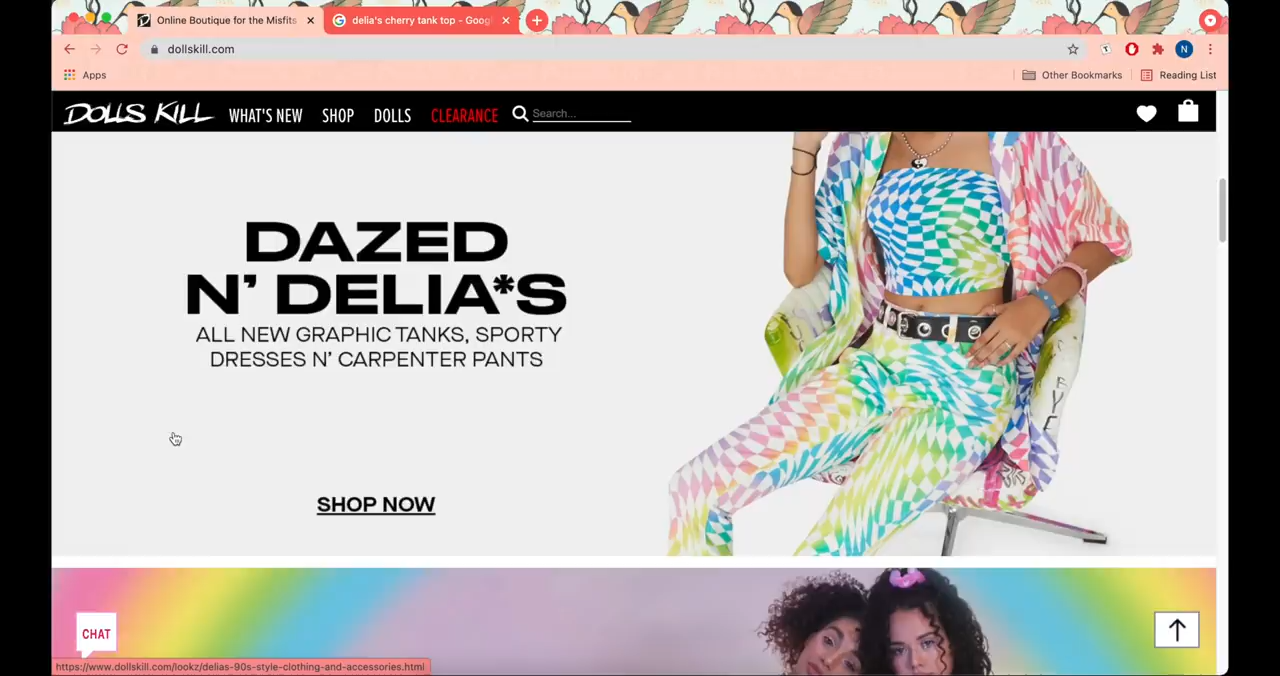 Online Boutique for the Misfits
delia's cherry tank top - Googl
dollskill.com
N
Apps
Other Bookmarks
Reading List
DOLLS KILL
WHAT'S NEW
SHOP
DOLLS
CLEARANCE
Search...
DAZED
N' DELIA*S
ALL NEW GRAPHIC TANKS, SPORTY
DRESSES N' CARPENTER PANTS
SHOP NOW
CHAT
https://www.dollskill.com/lookz/delias-90s-style-clothing-and-accessories.html